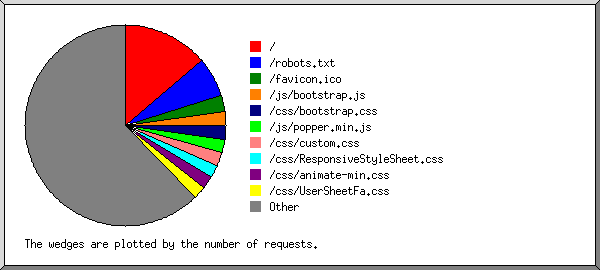 /
/robots.txt
/favicon.ico
/js/bootstrap.js
/css/bootstrap.css
/js/popper.min.js
/css/custom.css
/css/ResponsiveStyleSheet.css
/css/animate-min.css
/css/UserSheetFa.css
Other
The wedges are plotted by the number of requests.